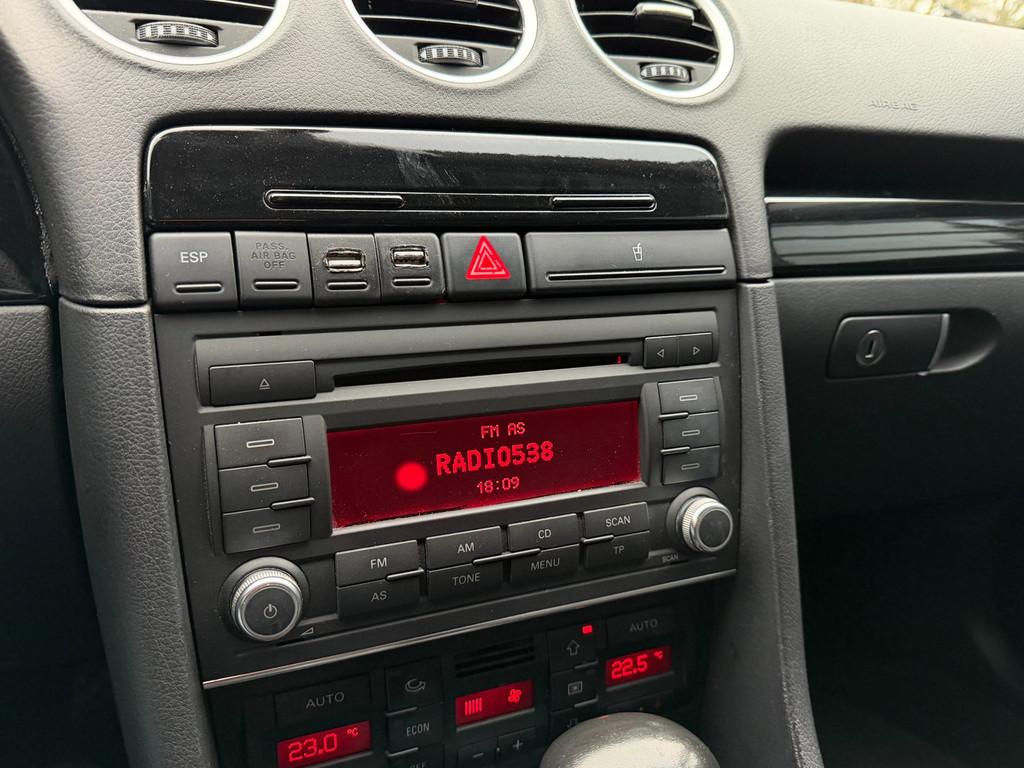 AIRBAG
ESP
PASS.
AIR BAG
OFF
FM AS
RADIO538
18:09
FM
AS
AM
TONE
CD
MENU
SCAN
TP
SCAN
AUTO
23.0 °C
ECON
AUTO
22.5 °C